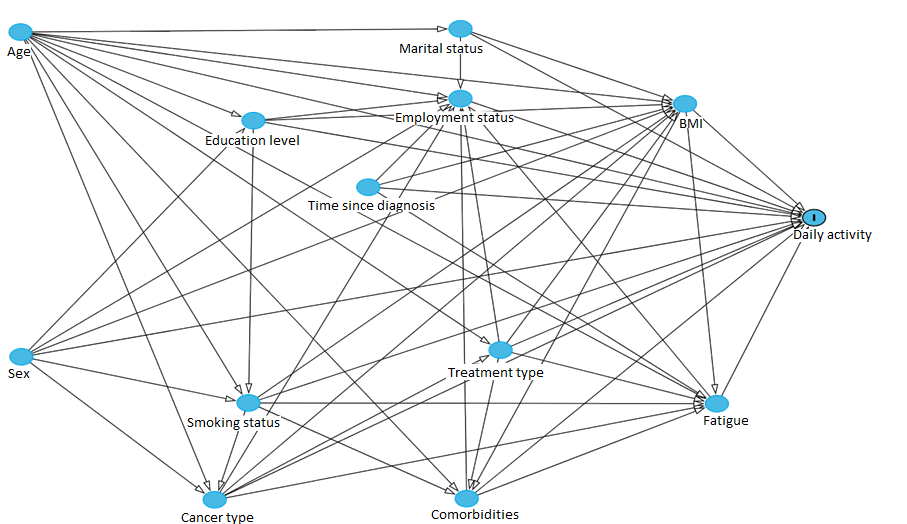 Marital status
Age
Employment status
BMI
Education level
Time since diagnosis
Daily activity
Sex
Treatment type
Smoking status
Fatigue
Cancer type
Comorbidities